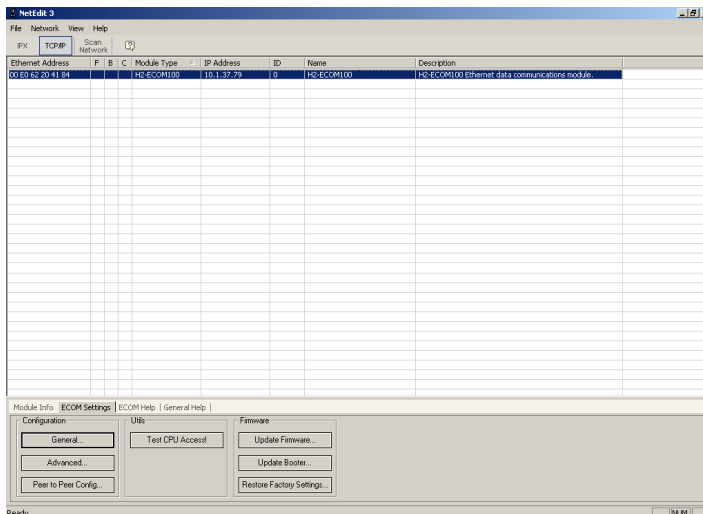 NetEdit 3
File Network View Help
IPX TCP/IP Scan Network
Ethernet Address F B C Module Type IP Address ID Name Description
00 E0 62 20 41 84 H2-ECOM100 10.1.37.79 0 H2-ECOM100 H2-ECOM100 Ethernet data communications module.
Module Info ECOM Settings ECOM Help General Help
Configuration Utils Firmware
General... Test CPU Access! Update Firmware...
Advanced... Update Booter...
Peer to Peer Config... Restore Factory Settings...
Ready NUM